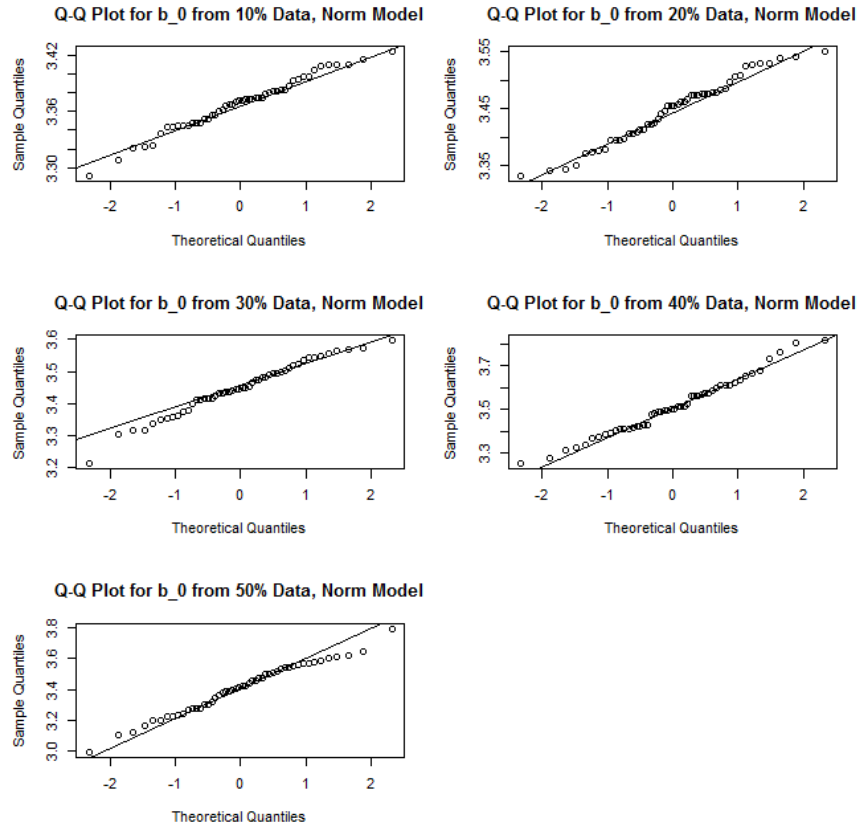 Q-Q Plot for b_0 from 10% Data, Norm Model
Sample Quantiles
3.30 3.36 3.42
-2 -1 0 1 2
Theoretical Quantiles
Q-Q Plot for b_0 from 20% Data, Norm Model
Sample Quantiles
3.35 3.45 3.55
-2 -1 0 1 2
Theoretical Quantiles
Q-Q Plot for b_0 from 30% Data, Norm Model
Sample Quantiles
3.2 3.3 3.4 3.5 3.6
-2 -1 0 1 2
Theoretical Quantiles
Q-Q Plot for b_0 from 40% Data, Norm Model
Sample Quantiles
3.3 3.5 3.7
-2 -1 0 1 2
Theoretical Quantiles
Q-Q Plot for b_0 from 50% Data, Norm Model
Sample Quantiles
3.0 3.2 3.4 3.6 3.8
-2 -1 0 1 2
Theoretical Quantiles